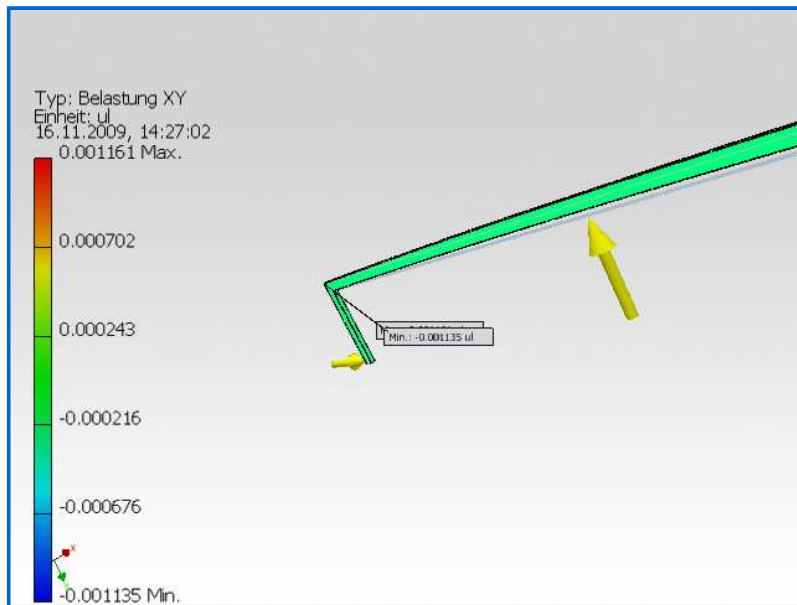 Typ: Belastung XY
Einheit: ul
16.11.2009, 14:27:02
0.001161 Max.
0.000702
0.000243
-0.000216
-0.000676
-0.001135 Min.
Min.: -0.001135 ul
X